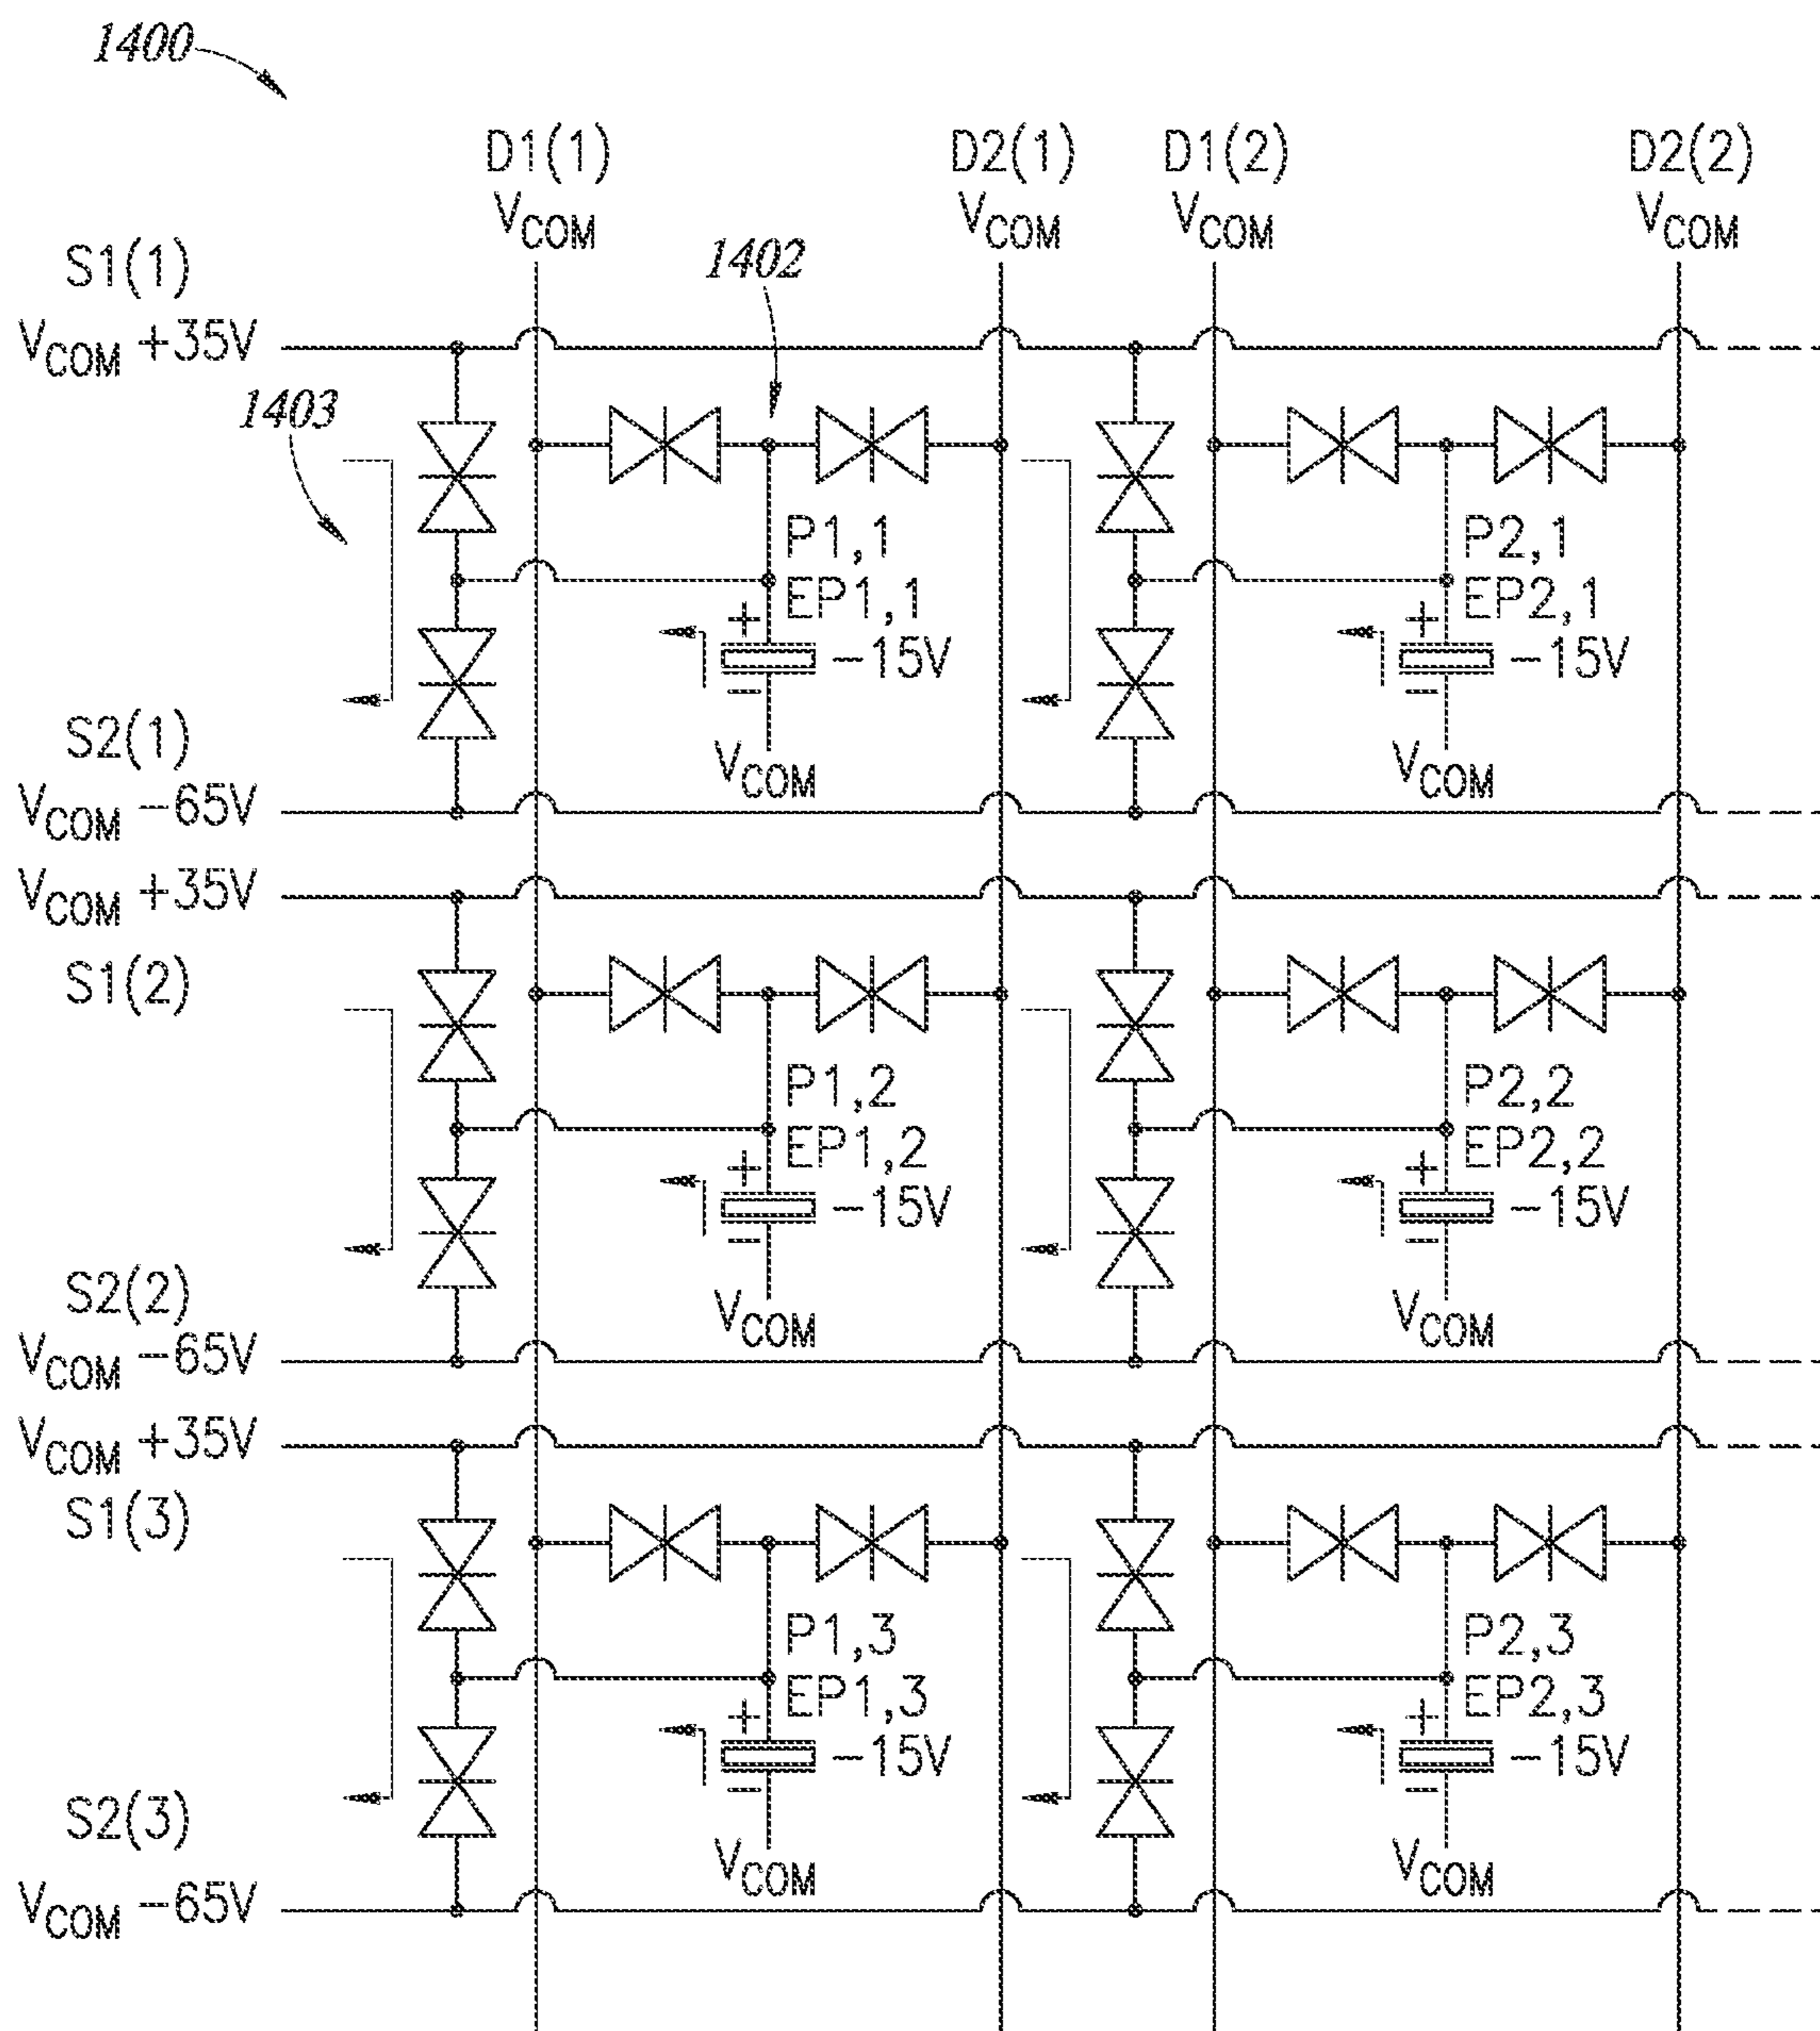 1400
D1(1) D2(1) D1(2) D2(2)
VCOM VCOM VCOM VCOM
S1(1)
1402
VCOM +35V
1403
P1,1 P2,1
EP1,1 EP2,1
+ +
-15V -15V
- -
S2(1)
VCOM VCOM
VCOM -65V
VCOM +35V
S1(2)
P1,2 P2,2
EP1,2 EP2,2
+ +
-15V -15V
- -
S2(2)
VCOM VCOM
VCOM -65V
VCOM +35V
S1(3)
P1,3 P2,3
EP1,3 EP2,3
+ +
-15V -15V
- -
S2(3)
VCOM VCOM
VCOM -65V